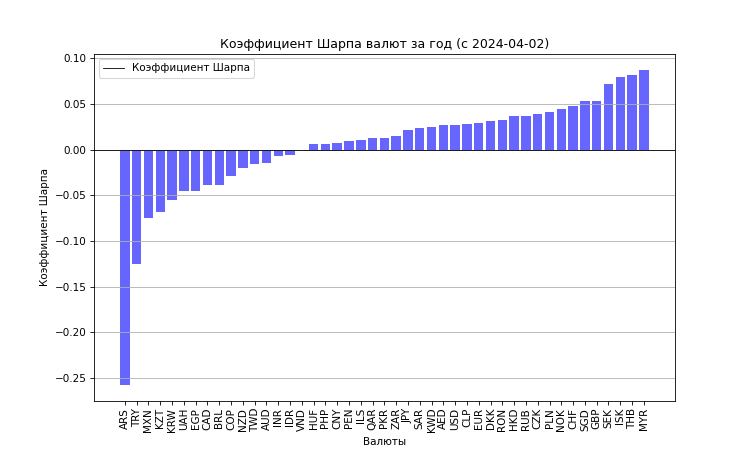 Коэффициент Шарпа валют за год (с 2024-04-02)
Коэффициент Шарпа
Коэффициент Шарпа
0.10
0.05
0.00
−0.05
−0.10
−0.15
−0.20
−0.25
ARS TRY MXN KZT KRW UAH EGP CAD BRL COP NZD TWD AUD INR IDR VND HUF PHP CNY PEN ILS QAR PKR ZAR JPY SAR KWD AED USD CLP EUR DKK RON HKD RUB CZK PLN NOK CHF SGD GBP SEK ISK THB MYR
Валюты